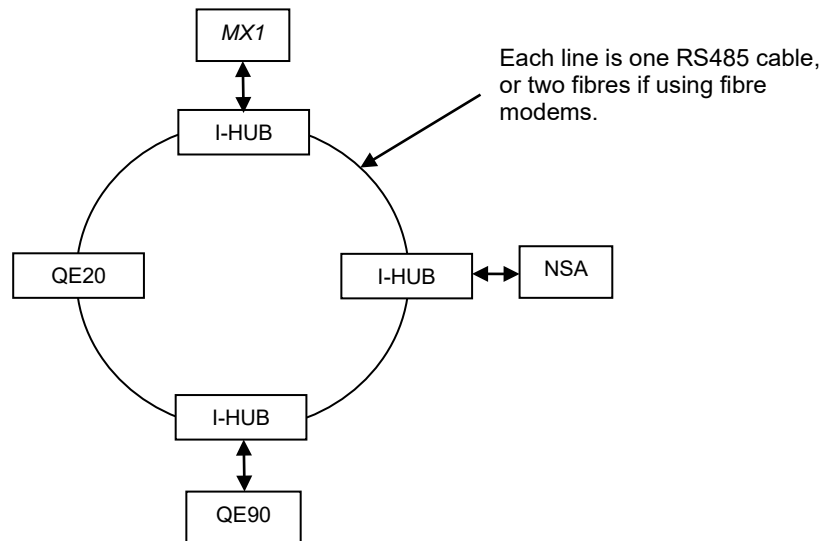 MX1
Each line is one RS485 cable,
or two fibres if using fibre
modems.
I-HUB
QE20
I-HUB
NSA
I-HUB
QE90